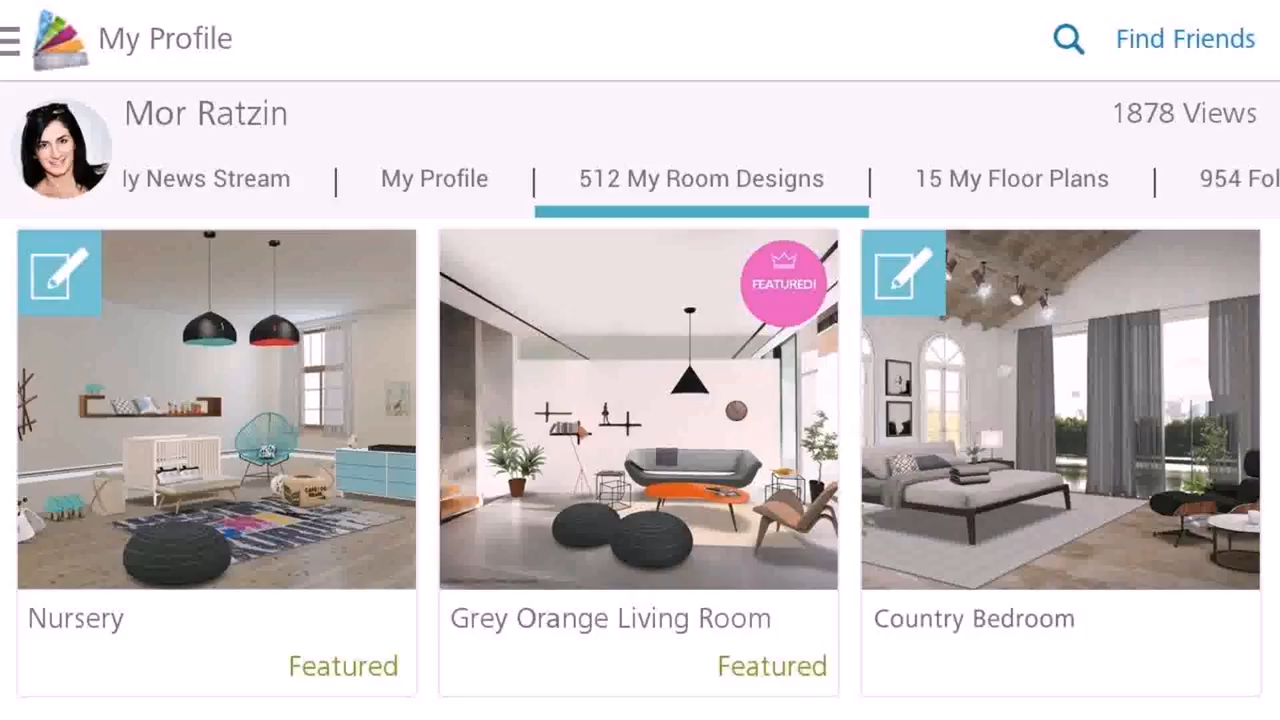 My Profile
Find Friends
Mor Ratzin
1878 Views
ly News Stream | My Profile | 512 My Room Designs | 15 My Floor Plans | 954 Fol
FEATURED!
Nursery
Featured
Grey Orange Living Room
Featured
Country Bedroom